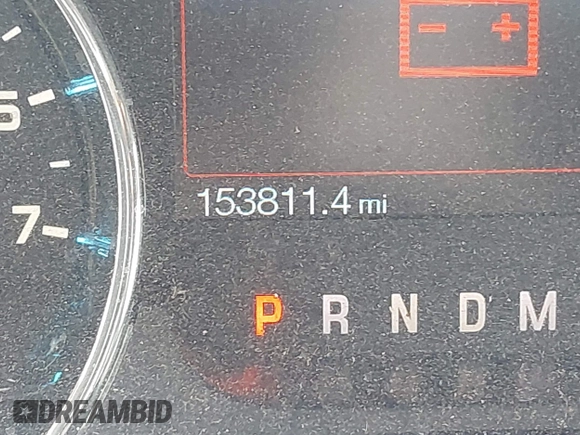 - +
5
153811.4 mi
7
P R N D M
DREAMBID